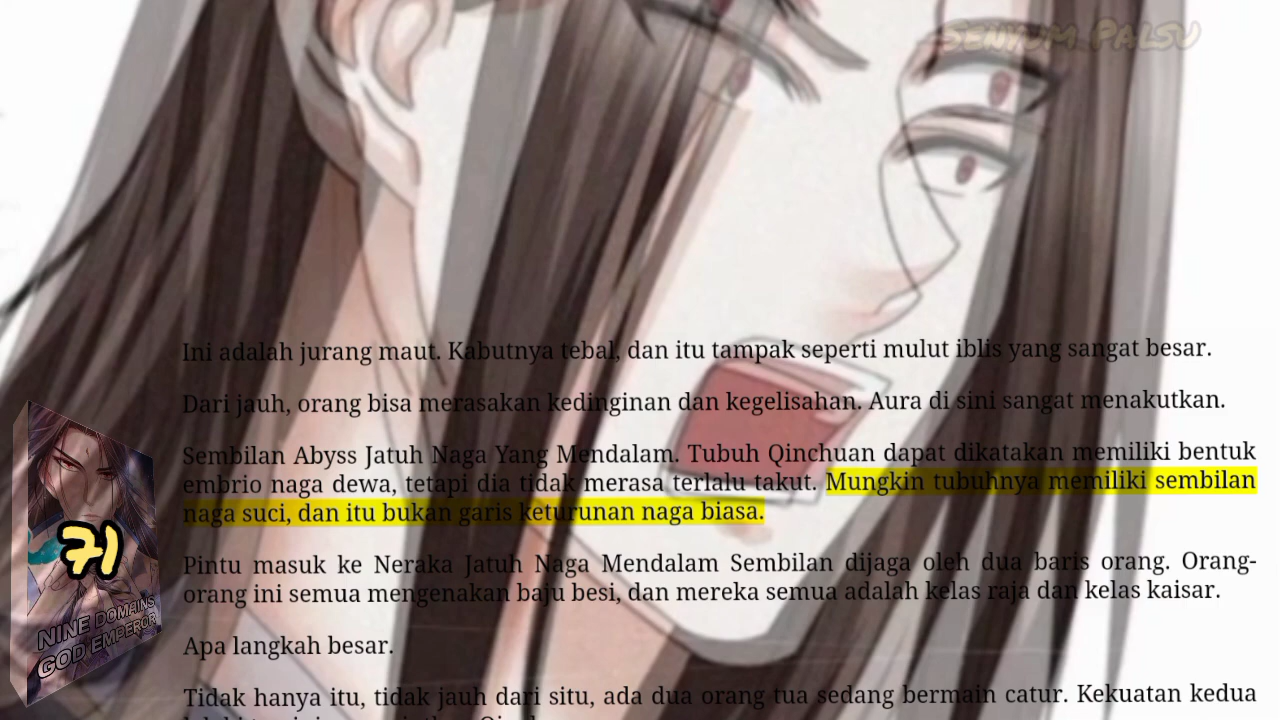 Senyum Palsu
Ini adalah jurang maut. Kabutnya tebal, dan itu tampak seperti mulut iblis yang sangat besar.
Dari jauh, orang bisa merasakan kedinginan dan kegelisahan. Aura di sini sangat menakutkan.
Sembilan Abyss Jatuh Naga Yang Mendalam. Tubuh Qinchuan dapat dikatakan memiliki bentuk
embrio naga dewa, tetapi dia tidak merasa terlalu takut. Mungkin tubuhnya memiliki sembilan
naga suci, dan itu bukan garis keturunan naga biasa.
Pintu masuk ke Neraka Jatuh Naga Mendalam Sembilan dijaga oleh dua baris orang. Orang-
orang ini semua mengenakan baju besi, dan mereka semua adalah kelas raja dan kelas kaisar.
Apa langkah besar.
Tidak hanya itu, tidak jauh dari situ, ada dua orang tua sedang bermain catur. Kekuatan kedua
71
NINE DOMAINS
GOD EMPEROR